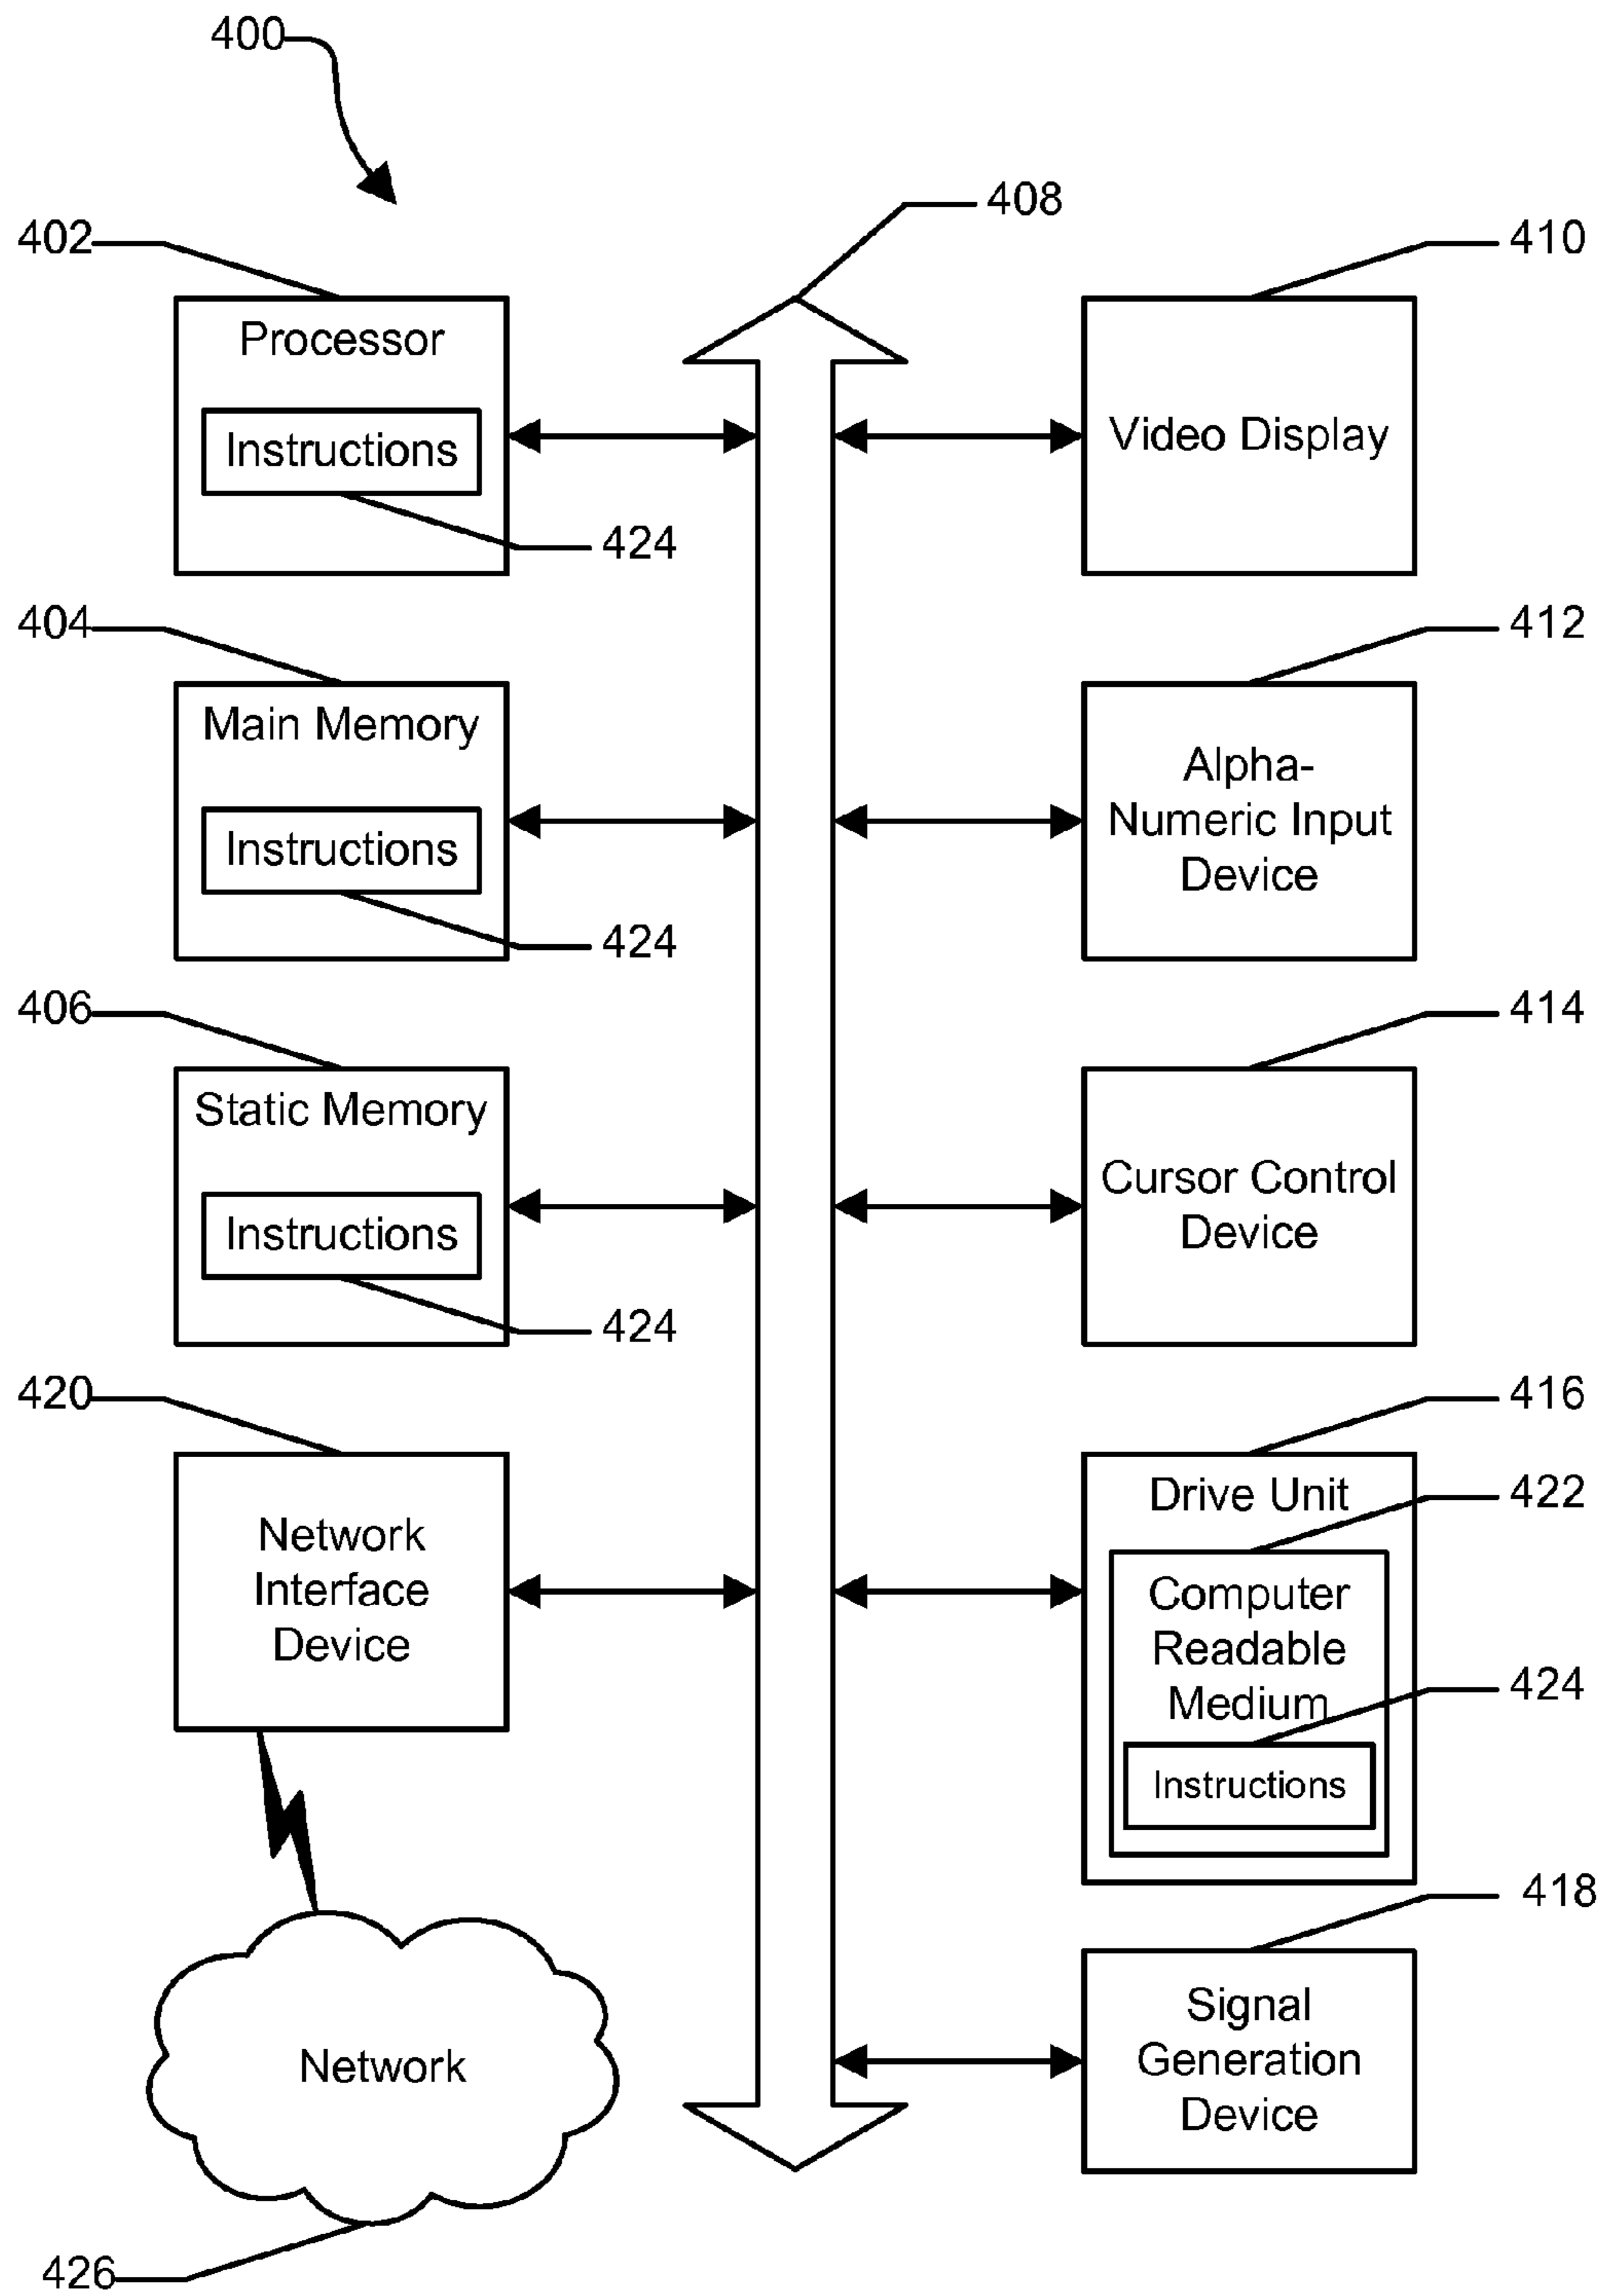 400
408
402
410
Processor
Instructions
424
Video Display
404
412
Main Memory
Instructions
424
Alpha-
Numeric Input
Device
406
414
Static Memory
Instructions
424
Cursor Control
Device
420
416
Network
Interface
Device
Drive Unit
422
Computer
Readable
Medium
424
Instructions
418
Signal
Generation
Device
Network
426